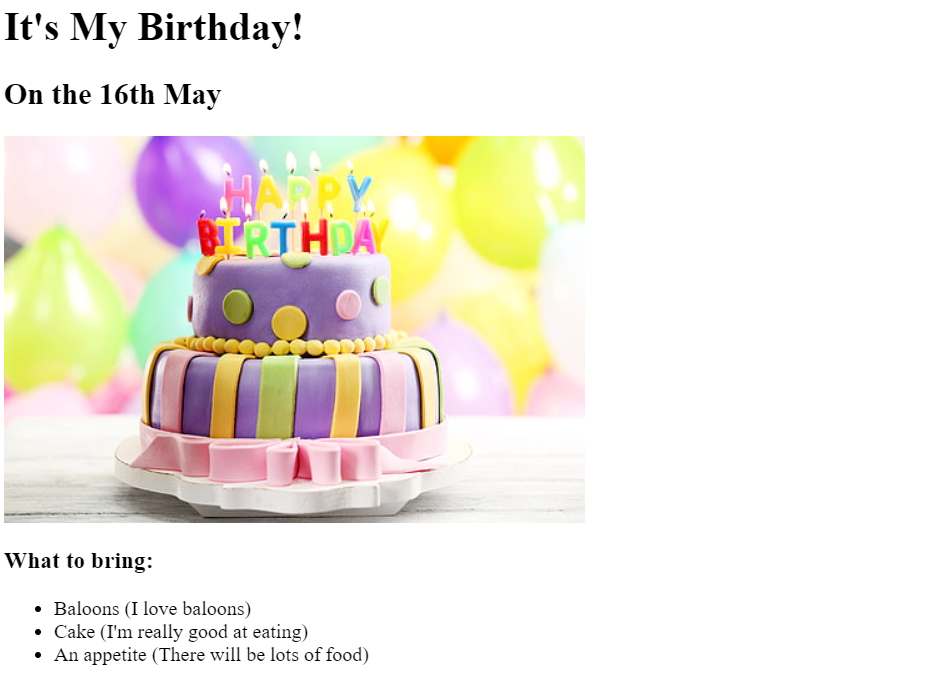 It's My Birthday!
On the 16th May
HAPPY
BIRTHDAY
What to bring:
Baloons (I love baloons)
Cake (I'm really good at eating)
An appetite (There will be lots of food)